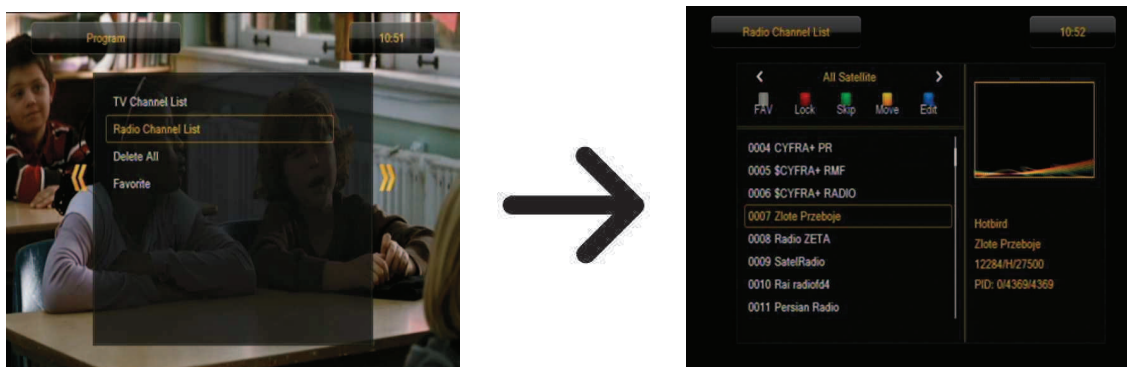 Program
10:51
TV Channel List
Radio Channel List
Delete All
Favorite
Radio Channel List
10:52
All Satellite
FAV Lock Skip Move Edit
0004 CYFRA+ PR
0005 $CYFRA+ RMF
0006 $CYFRA+ RADIO
0007 Zlote Przeboje
0008 Radio ZETA
0009 SatelRadio
0010 Rai radiofd4
0011 Persian Radio
Hotbird
Zlote Przeboje
12284/H/27500
PID: 0/4369/4369